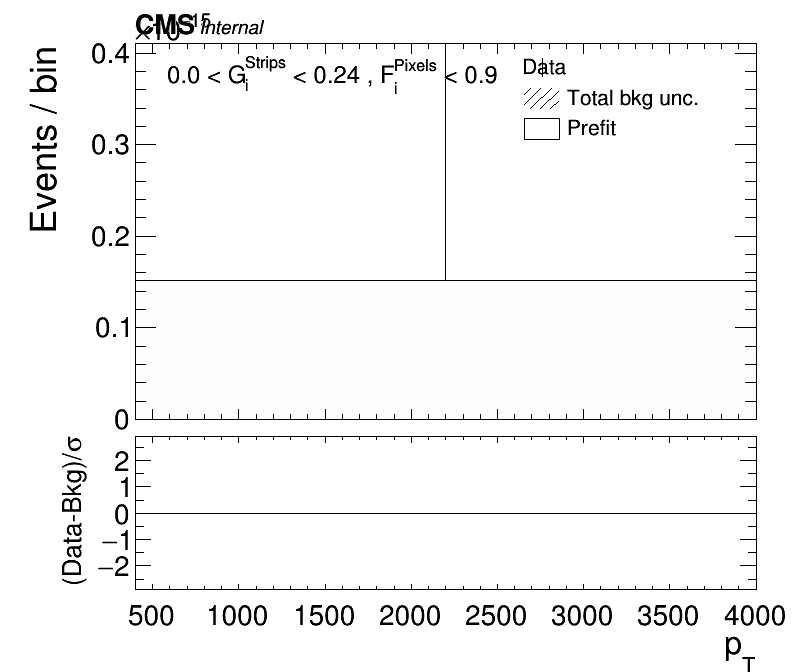 CMS Internal
×10^15
0.0 < G_i^Strips < 0.24 , F_i^Pixels < 0.9
Data
Total bkg unc.
Prefit
Events / bin
0.4
0.3
0.2
0.1
0
(Data-Bkg)/σ
2
1
0
−1
−2
500 1000 1500 2000 2500 3000 3500 4000
p_T